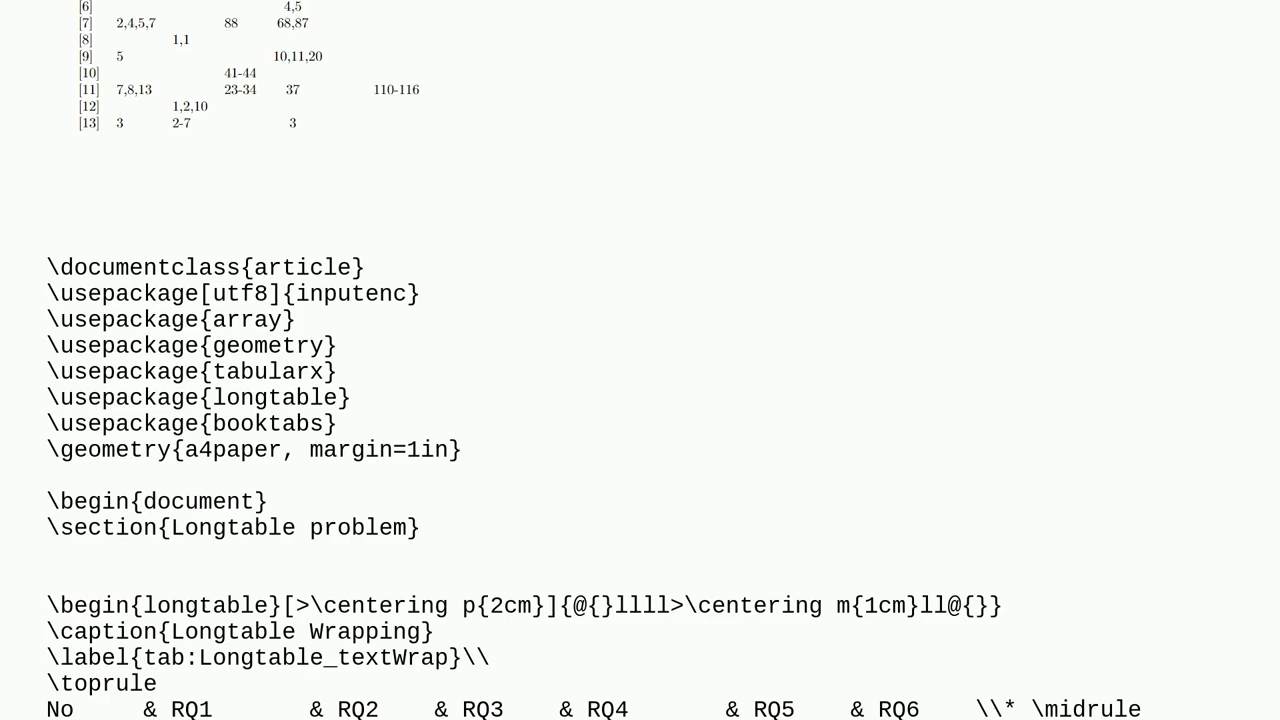 [6] 4,5
[7] 2,4,5,7 88 68,87
[8] 1,1
[9] 5 10,11,20
[10] 41-44
[11] 7,8,13 23-34 37 110-116
[12] 1,2,10
[13] 3 2-7 3
\documentclass{article}
\usepackage[utf8]{inputenc}
\usepackage{array}
\usepackage{geometry}
\usepackage{tabularx}
\usepackage{longtable}
\usepackage{booktabs}
\geometry{a4paper, margin=1in}
\begin{document}
\section{Longtable problem}
\begin{longtable}[>\centering p{2cm}]{@{}llll>\centering m{1cm}ll@{}}
\caption{Longtable Wrapping}
\label{tab:Longtable_textWrap}\\
\toprule
No & RQ1 & RQ2 & RQ3 & RQ4 & RQ5 & RQ6 \\* \midrule